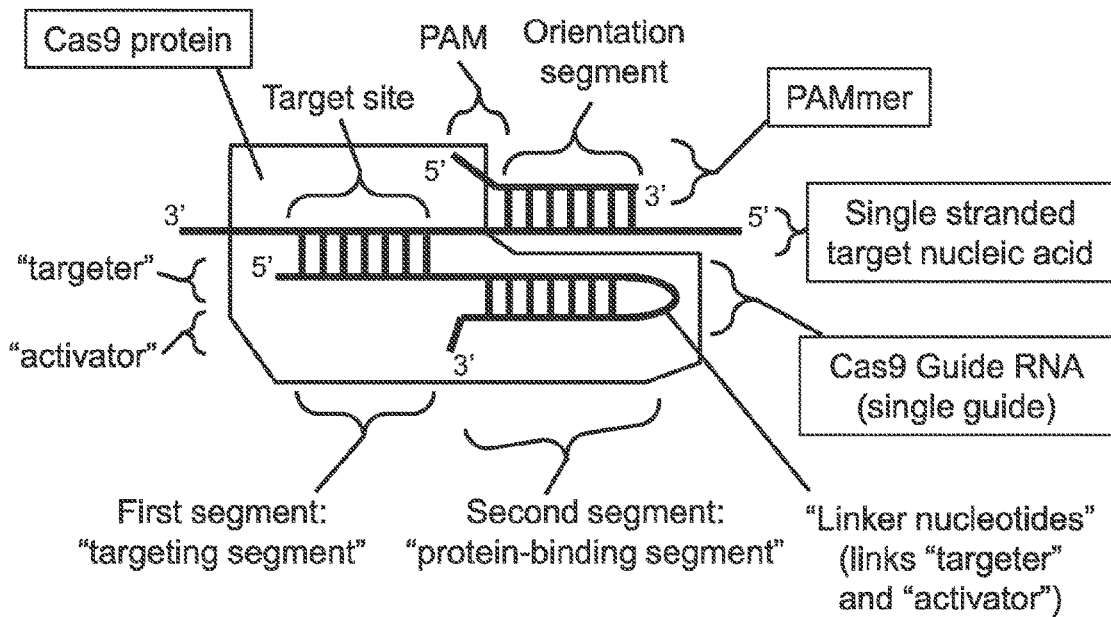 Cas9 protein
PAM
Orientation
segment
Target site
PAMmer
5’
3’
3’
5’
Single stranded
target nucleic acid
“targeter”
5’
“activator”
3’
Cas9 Guide RNA
(single guide)
First segment:
“targeting segment”
Second segment:
“protein-binding segment”
“Linker nucleotides”
(links “targeter”
and “activator”)